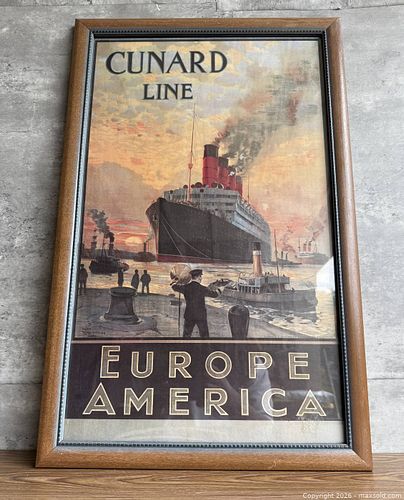 CUNARD
LINE
EUROPE
AMERICA
Copyright 2026 - maxsold.com